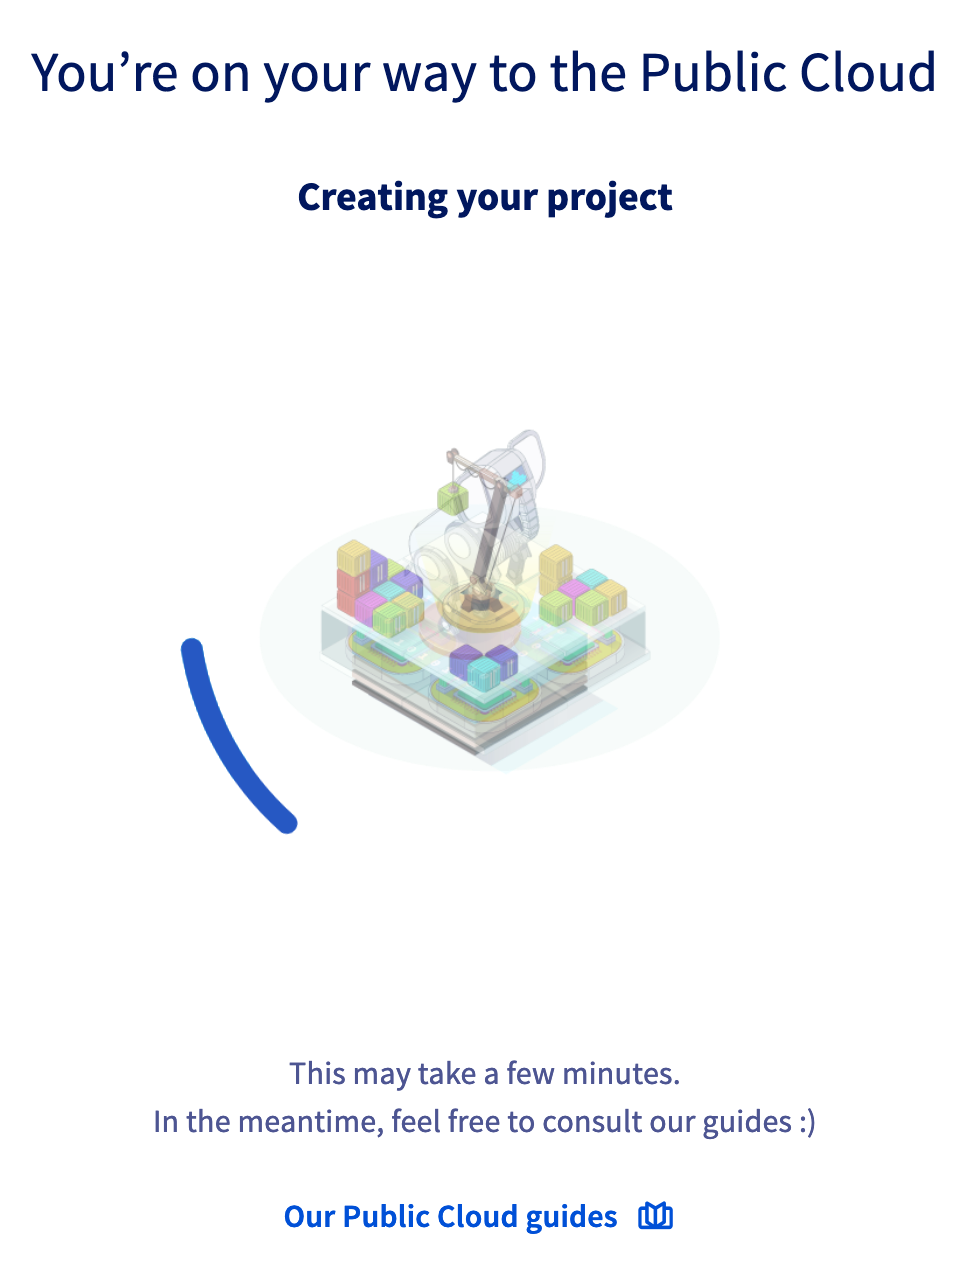 You’re on your way to the Public Cloud
Creating your project
This may take a few minutes.
In the meantime, feel free to consult our guides :)
Our Public Cloud guides